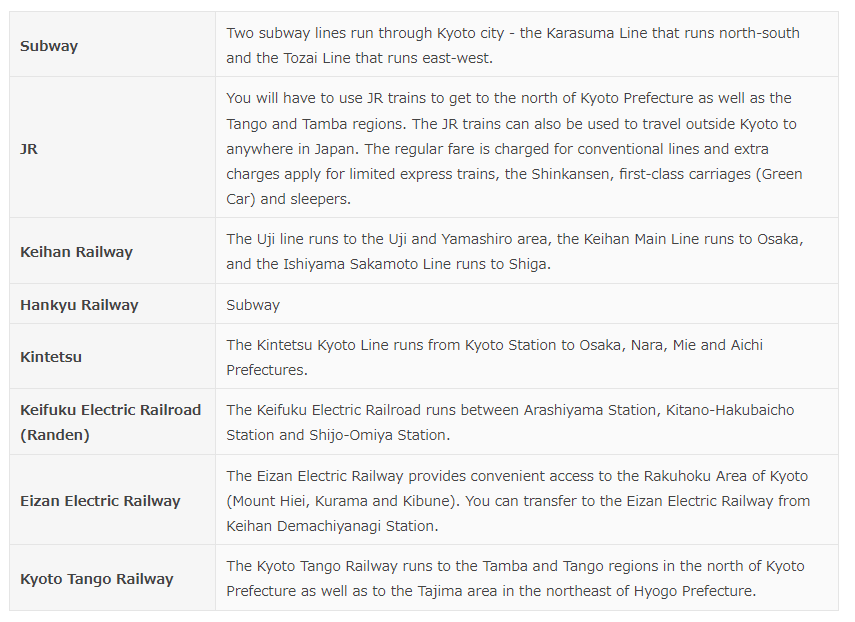 Subway
Two subway lines run through Kyoto city - the Karasuma Line that runs north-south
and the Tozai Line that runs east-west.
JR
You will have to use JR trains to get to the north of Kyoto Prefecture as well as the
Tango and Tamba regions. The JR trains can also be used to travel outside Kyoto to
anywhere in Japan. The regular fare is charged for conventional lines and extra
charges apply for limited express trains, the Shinkansen, first-class carriages (Green
Car) and sleepers.
Keihan Railway
The Uji line runs to the Uji and Yamashiro area, the Keihan Main Line runs to Osaka,
and the Ishiyama Sakamoto Line runs to Shiga.
Hankyu Railway
Subway
Kintetsu
The Kintetsu Kyoto Line runs from Kyoto Station to Osaka, Nara, Mie and Aichi
Prefectures.
Keifuku Electric Railroad
(Randen)
The Keifuku Electric Railroad runs between Arashiyama Station, Kitano-Hakubaicho
Station and Shijo-Omiya Station.
Eizan Electric Railway
The Eizan Electric Railway provides convenient access to the Rakuhoku Area of Kyoto
(Mount Hiei, Kurama and Kibune). You can transfer to the Eizan Electric Railway from
Keihan Demachiyanagi Station.
Kyoto Tango Railway
The Kyoto Tango Railway runs to the Tamba and Tango regions in the north of Kyoto
Prefecture as well as to the Tajima area in the northeast of Hyogo Prefecture.